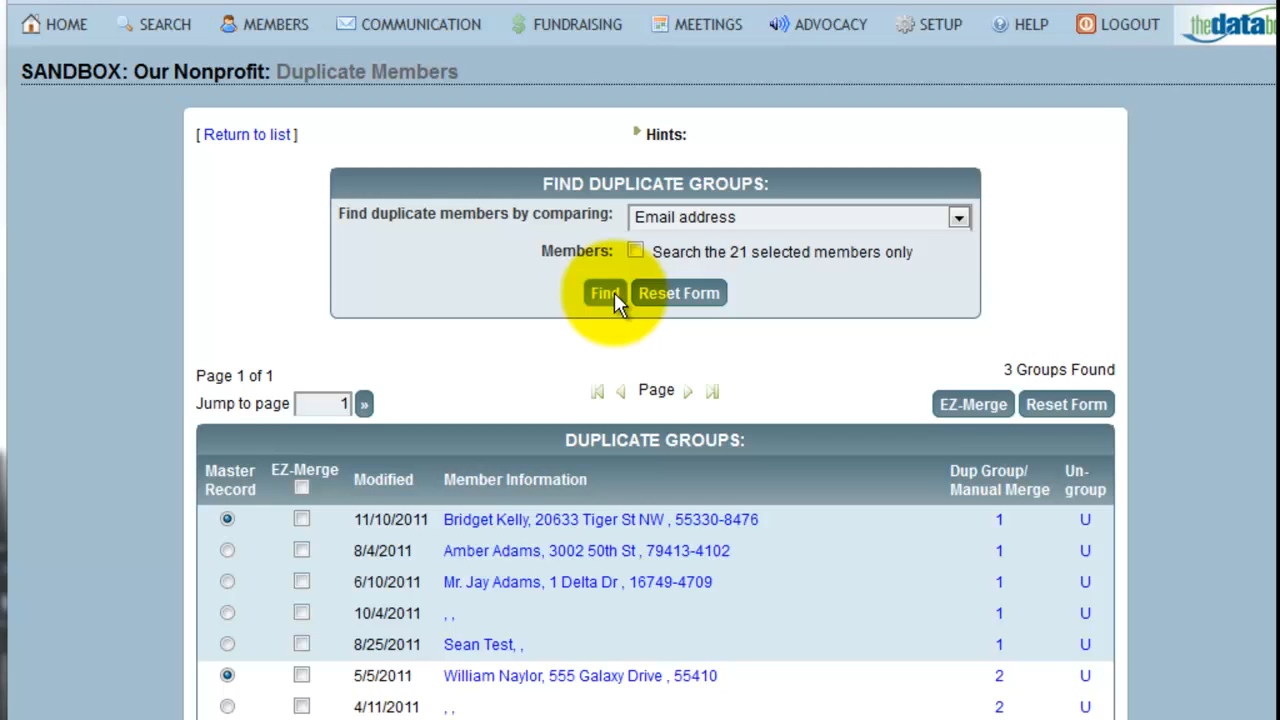 HOME SEARCH MEMBERS COMMUNICATION FUNDRAISING MEETINGS ADVOCACY SETUP HELP LOGOUT
SANDBOX: Our Nonprofit: Duplicate Members
[ Return to list ] Hints:
FIND DUPLICATE GROUPS:
Find duplicate members by comparing: Email address
Members: Search the 21 selected members only
Find Reset Form
3 Groups Found
Page 1 of 1
Page
Jump to page 1 » EZ-Merge Reset Form
DUPLICATE GROUPS:
Master Record EZ-Merge Modified Member Information Dup Group/ Manual Merge Un-group
11/10/2011 Bridget Kelly, 20633 Tiger St NW , 55330-8476 1 U
8/4/2011 Amber Adams, 3002 50th St , 79413-4102 1 U
6/10/2011 Mr. Jay Adams, 1 Delta Dr , 16749-4709 1 U
10/4/2011 , , 1 U
8/25/2011 Sean Test, , 1 U
5/5/2011 William Naylor, 555 Galaxy Drive , 55410 2 U
4/11/2011 , , 2 U